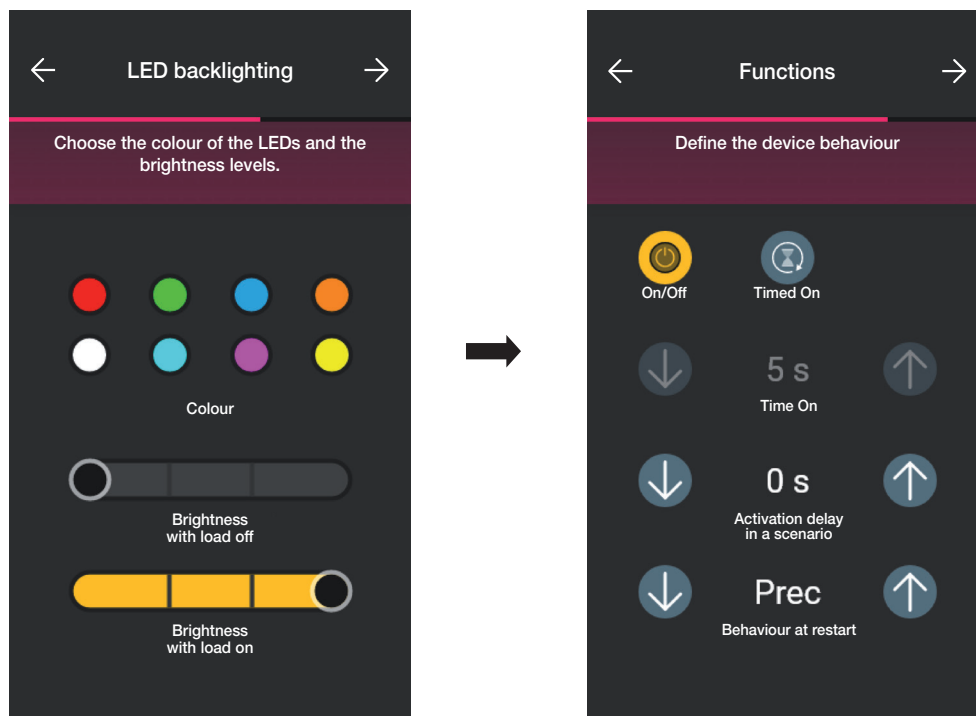 LED backlighting
Choose the colour of the LEDs and the
brightness levels.
Colour
Brightness
with load off
Brightness
with load on
Functions
Define the device behaviour
On/Off
Timed On
5 s
Time On
0 s
Activation delay
in a scenario
Prec
Behaviour at restart